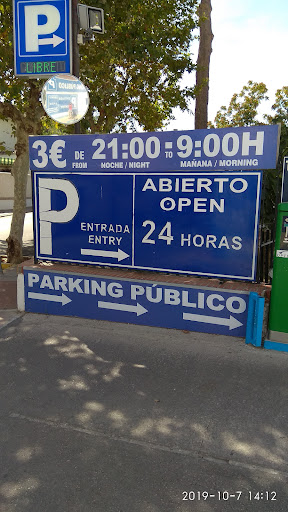 P
LIBRE
3€ DE FROM 21:00 NOCHE / NIGHT A TO 9:00H MAÑANA / MORNING
P
ENTRADA
ENTRY
ABIERTO
OPEN
24 HORAS
PARKING PÚBLICO
2019-10-7 14:12